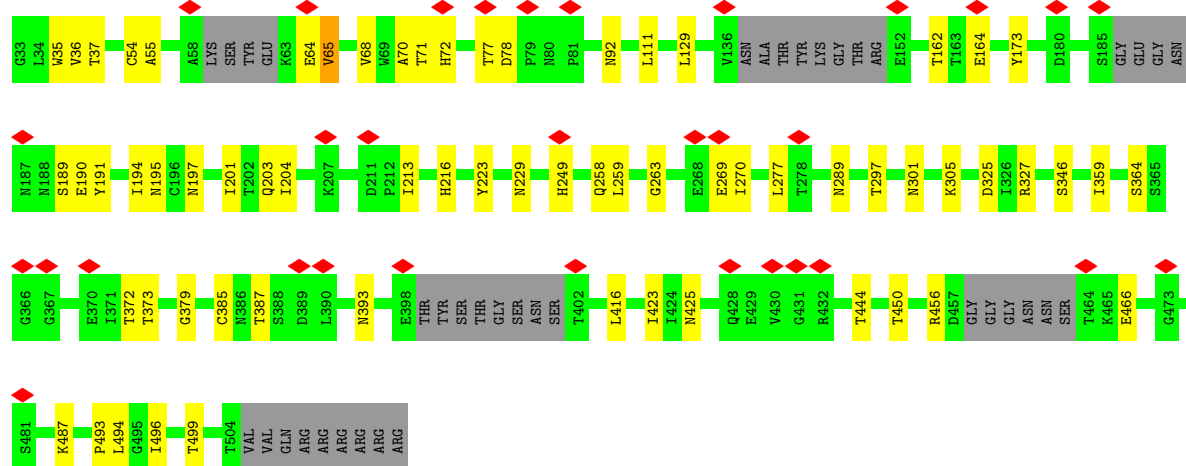 G33 L34 W35 V36 T37 C54 A55 A58 LYS SER TYR GLU K63 E64 V65 V68 W69 A70 T71 H72 T77 D78 P79 N80 P81 N92 L111 L129 V136 ASN ALA THR TYR LYS GLY THR ARG E152 T162 T163 E164 Y173 D180 S185 GLY GLU GLY ASN
N187 N188 S189 E190 Y191 I194 N195 C196 N197 I201 T202 Q203 I204 K207 D211 P212 I213 H216 Y223 N229 H249 Q258 L259 G263 E268 E269 I270 L277 T278 N289 T297 N301 K305 D325 I326 R327 S346 I359 S364 S365
G366 G367 E370 I371 T372 T373 G379 C385 N386 T387 S388 D389 L390 N393 E398 THR TYR SER THR GLY SER ASN SER T402 L416 I423 I424 N425 Q428 E429 V430 G431 R432 T444 T450 R456 D457 GLY GLY GLY ASN ASN SER T464 K465 E466 G473
S481 K487 P493 L494 G495 I496 T499 T504 VAL VAL GLN ARG ARG ARG ARG ARG ARG